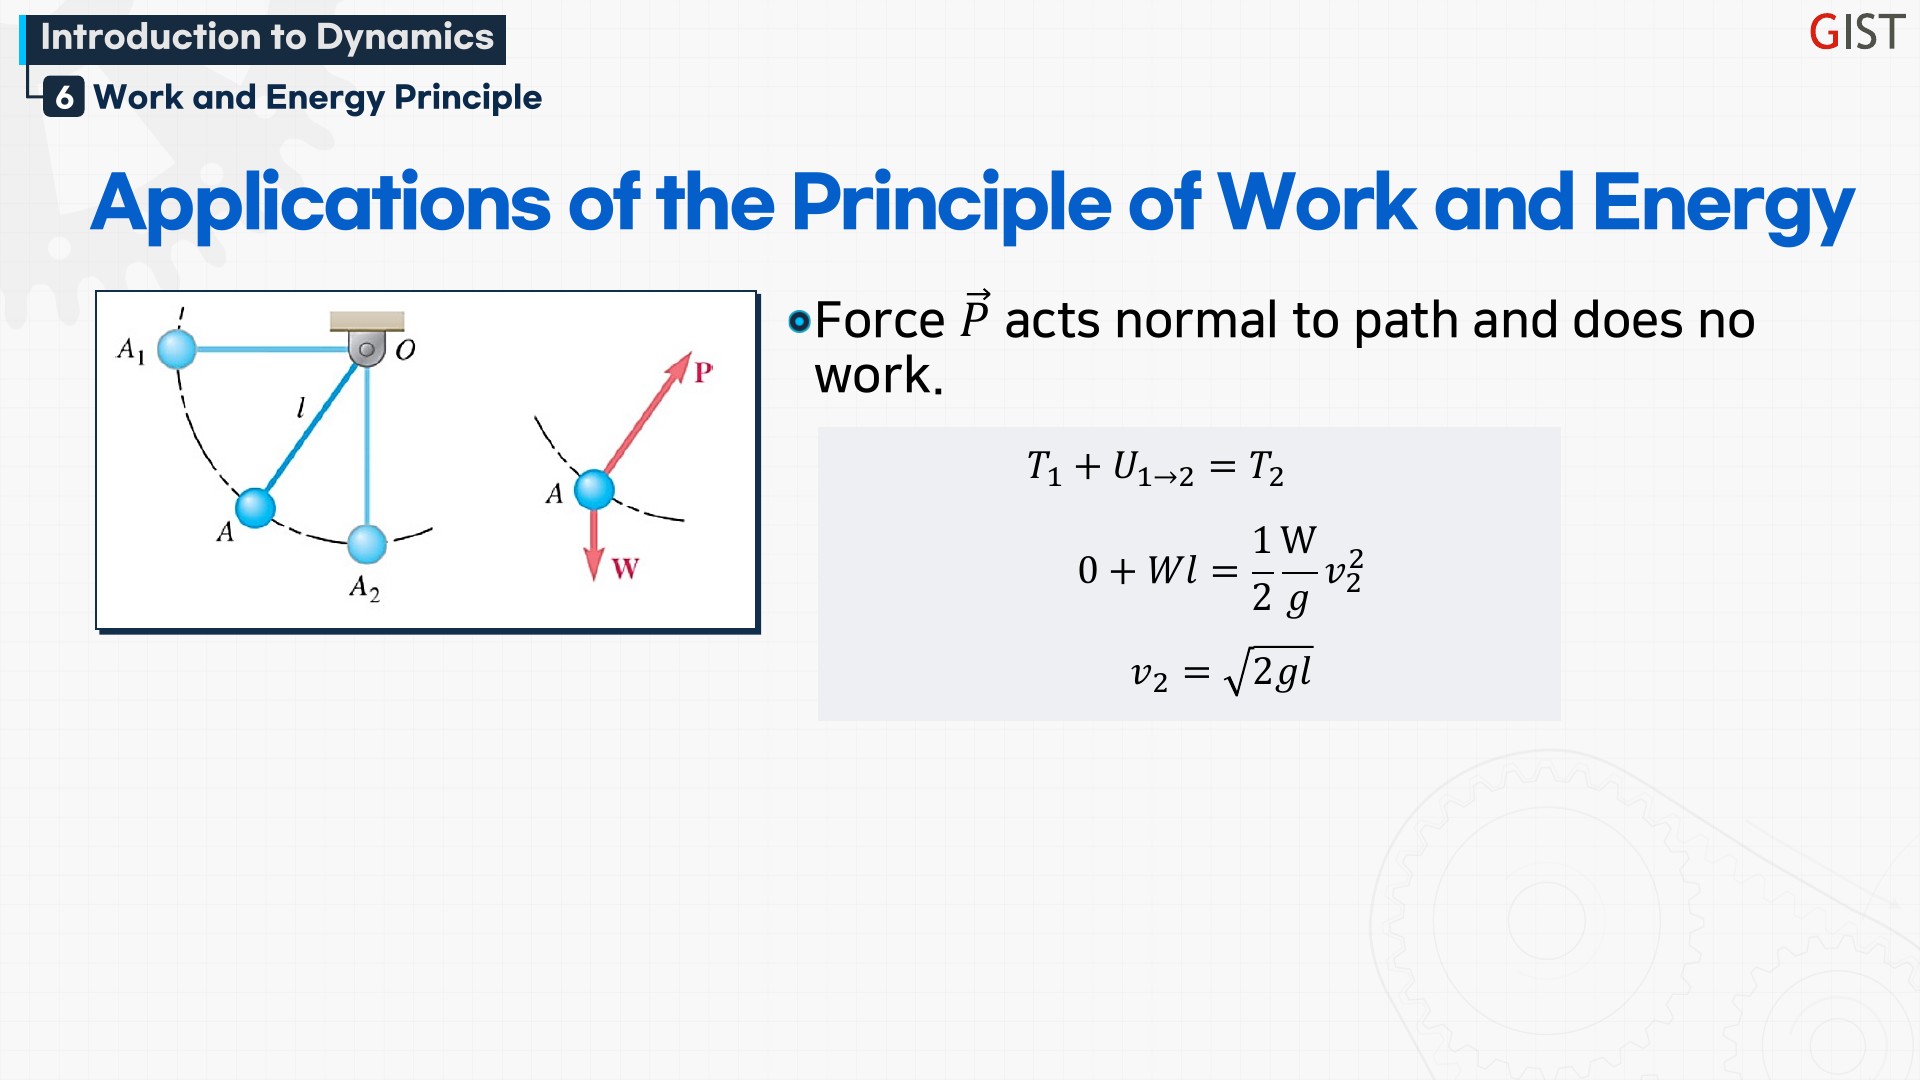 Introduction to Dynamics
GIST
6 Work and Energy Principle
Applications of the Principle of Work and Energy
A₁
O
l
A
A₂
P
A
W
Force P⃗ acts normal to path and does no
work.
T₁ + U₁→₂ = T₂
0 + Wl = 1/2 W/g v₂²
v₂ = √2gl